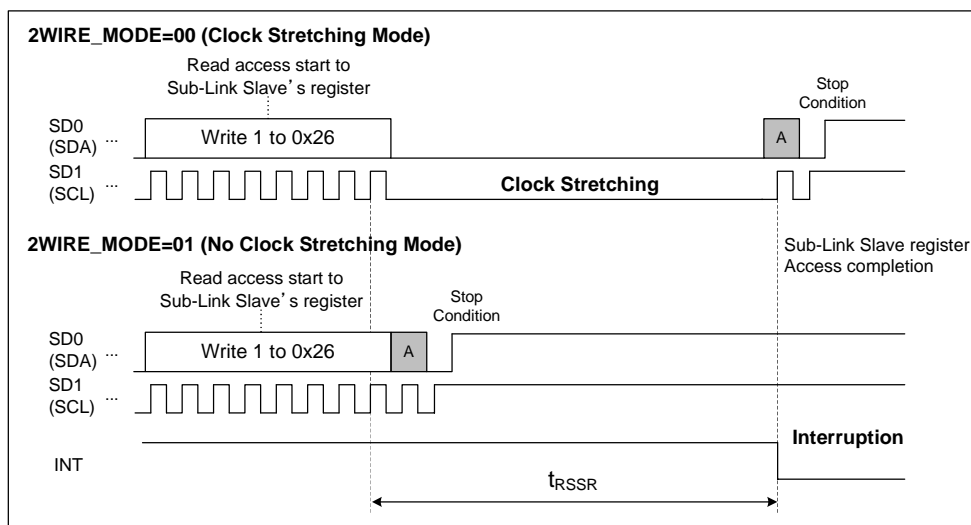 2WIRE_MODE=00 (Clock Stretching Mode)
Read access start to
Sub-Link Slave’s register
Stop
Condition
SD0
(SDA) ...
Write 1 to 0x26
A
SD1
(SCL) ...
Clock Stretching
2WIRE_MODE=01 (No Clock Stretching Mode)
Sub-Link Slave register
Access completion
Read access start to
Sub-Link Slave’s register
Stop
Condition
SD0
(SDA) ...
Write 1 to 0x26
A
SD1
(SCL) ...
Interruption
INT
tRSSR